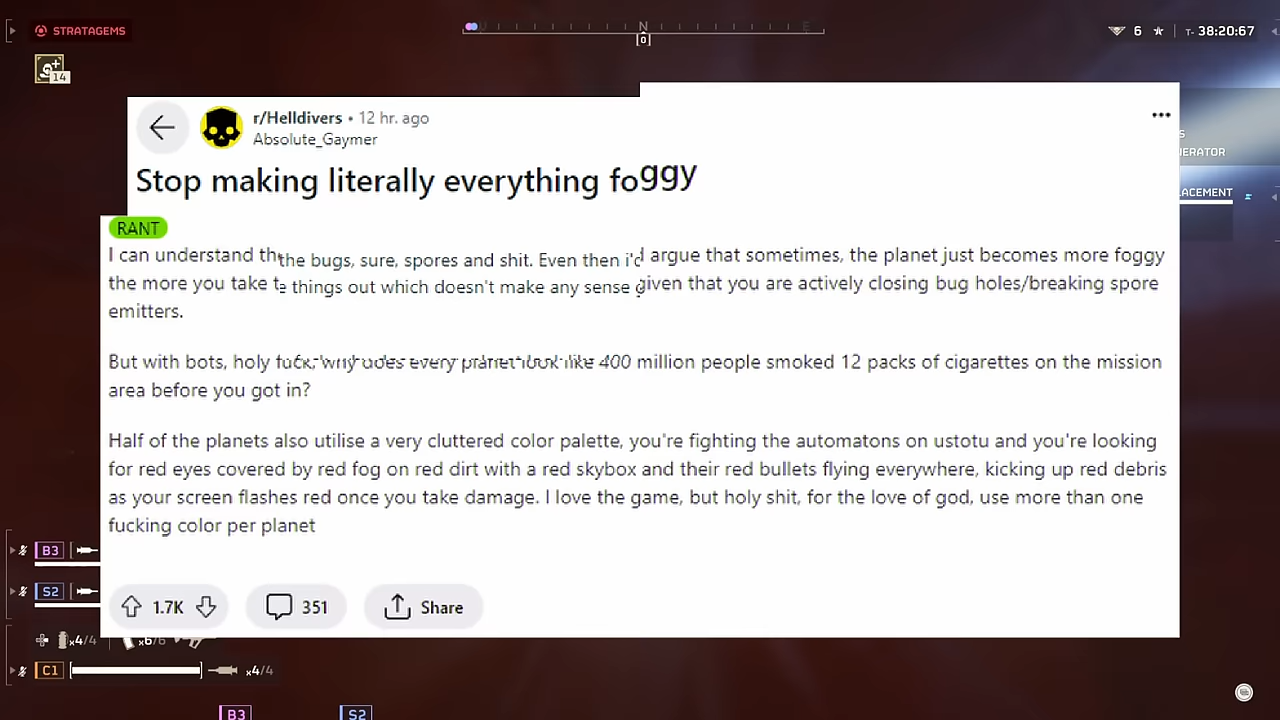 STRATAGEMS
N
E
6
T- 38:20:67
0
14
r/Helldivers • 12 hr. ago
Absolute_Gaymer
ERATOR
ACEMENT
Stop making literally everything foggy
RANT
I can understand th the bugs, sure, spores and shit. Even then i'd argue that sometimes, the planet just becomes more foggy
the more you take t e things out which doesn't make any sense given that you are actively closing bug holes/breaking spore
emitters.
But with bots, holy fuck, why does every planet look like 400 million people smoked 12 packs of cigarettes on the mission
area before you got in?
Half of the planets also utilise a very cluttered color palette, you're fighting the automatons on ustotu and you're looking
for red eyes covered by red fog on red dirt with a red skybox and their red bullets flying everywhere, kicking up red debris
as your screen flashes red once you take damage. I love the game, but holy shit, for the love of god, use more than one
fucking color per planet
B3
S2
1.7K
351
Share
x4/4
x6/6
C1
x4/4
B3
S2